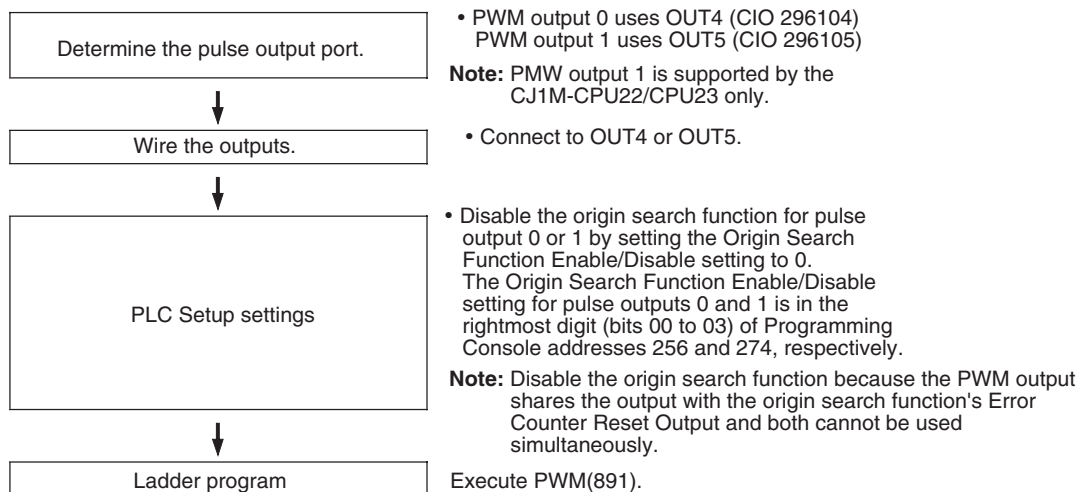 Determine the pulse output port.
• PWM output 0 uses OUT4 (CIO 296104)
PWM output 1 uses OUT5 (CIO 296105)
Note: PMW output 1 is supported by the
CJ1M-CPU22/CPU23 only.
Wire the outputs.
• Connect to OUT4 or OUT5.
PLC Setup settings
• Disable the origin search function for pulse
output 0 or 1 by setting the Origin Search
Function Enable/Disable setting to 0.
The Origin Search Function Enable/Disable
setting for pulse outputs 0 and 1 is in the
rightmost digit (bits 00 to 03) of Programming
Console addresses 256 and 274, respectively.
Note: Disable the origin search function because the PWM output
shares the output with the origin search function's Error
Counter Reset Output and both cannot be used
simultaneously.
Ladder program
Execute PWM(891).